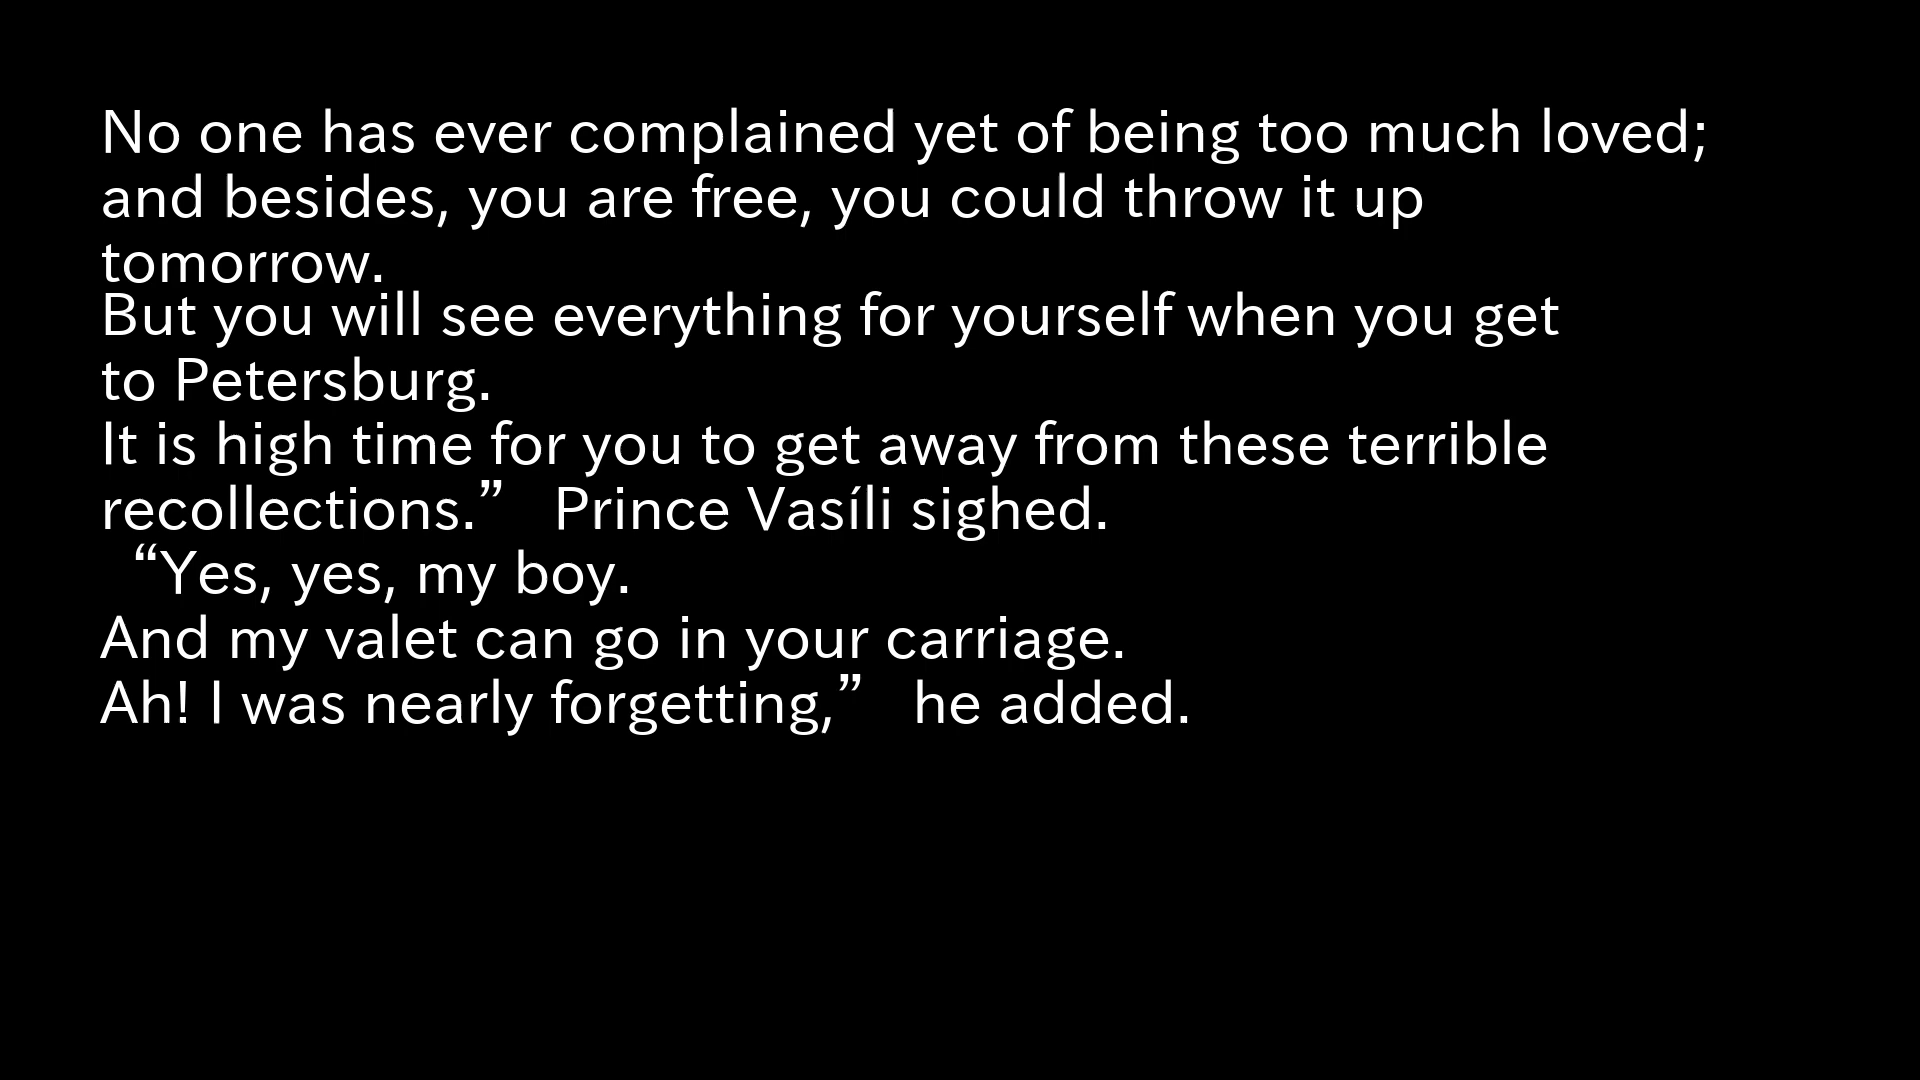 No one has ever complained yet of being too much loved;
and besides, you are free, you could throw it up
tomorrow.
But you will see everything for yourself when you get
to Petersburg.
It is high time for you to get away from these terrible
recollections.” Prince Vasíli sighed.
“Yes, yes, my boy.
And my valet can go in your carriage.
Ah! I was nearly forgetting,” he added.